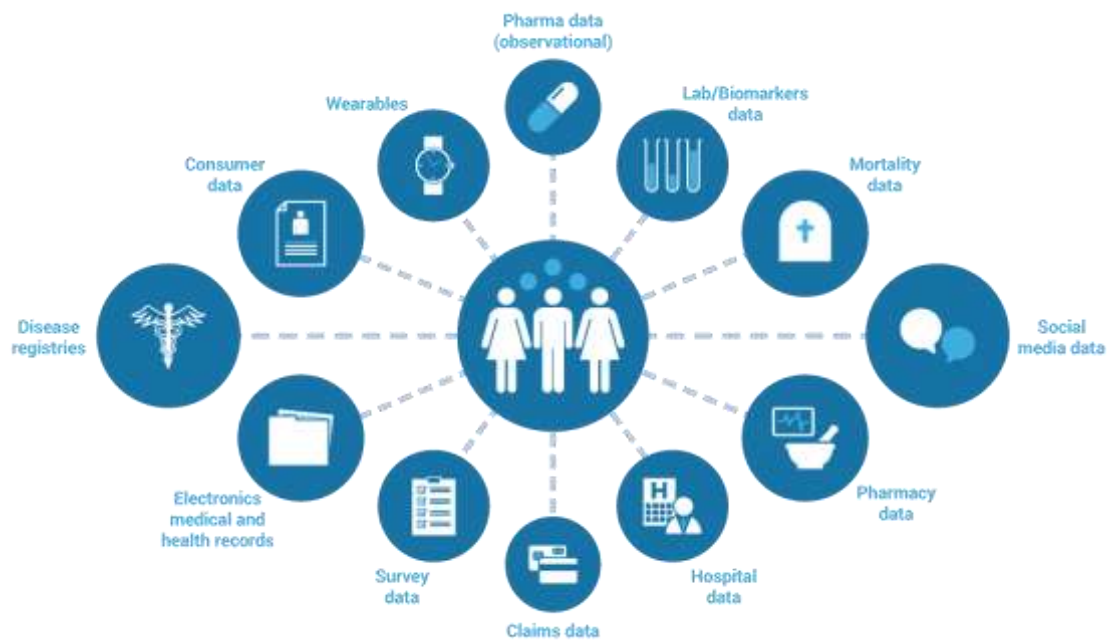 Pharma data
(observational)
Lab/Biomarkers
data
Mortality
data
Social
media data
Pharmacy
data
Hospital
data
Claims data
Survey
data
Electronics
medical and
health records
Disease
registries
Consumer
data
Wearables
H